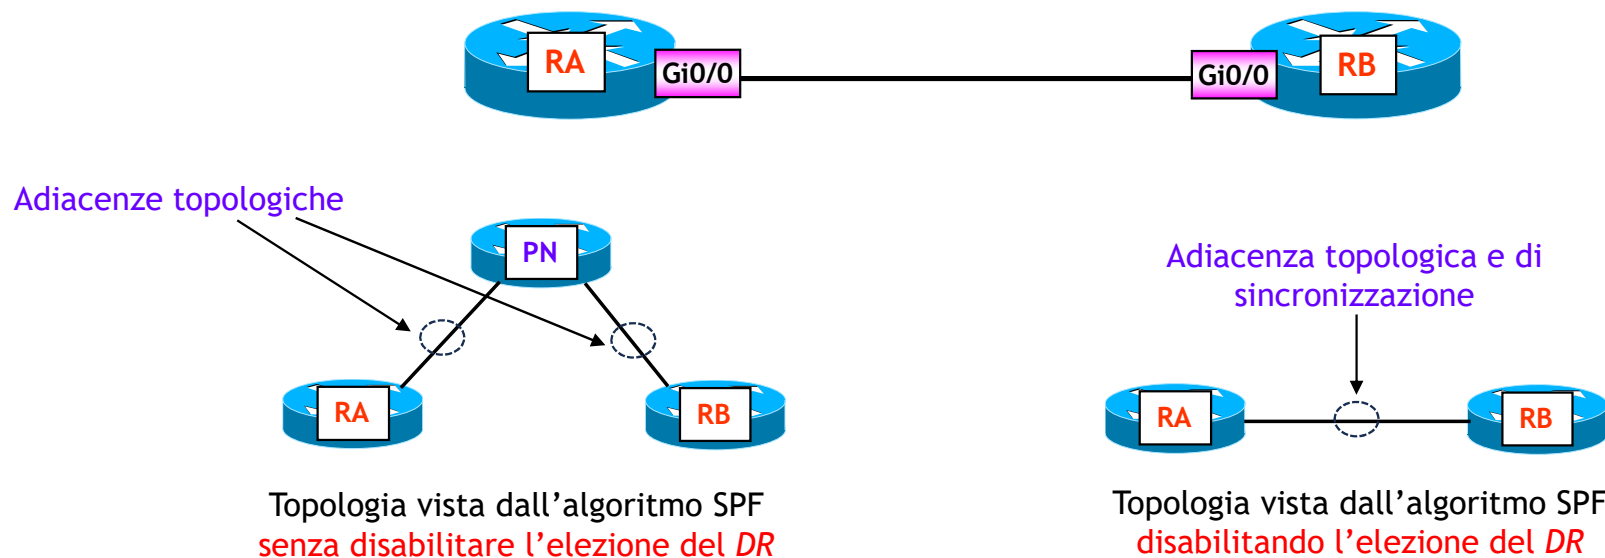 RA
Gi0/0
Gi0/0
RB
Adiacenze topologiche
PN
RA
RB
Topologia vista dall’algoritmo SPF
senza disabilitare l’elezione del DR
Adiacenza topologica e di
sincronizzazione
RA
RB
Topologia vista dall’algoritmo SPF
disabilitando l’elezione del DR